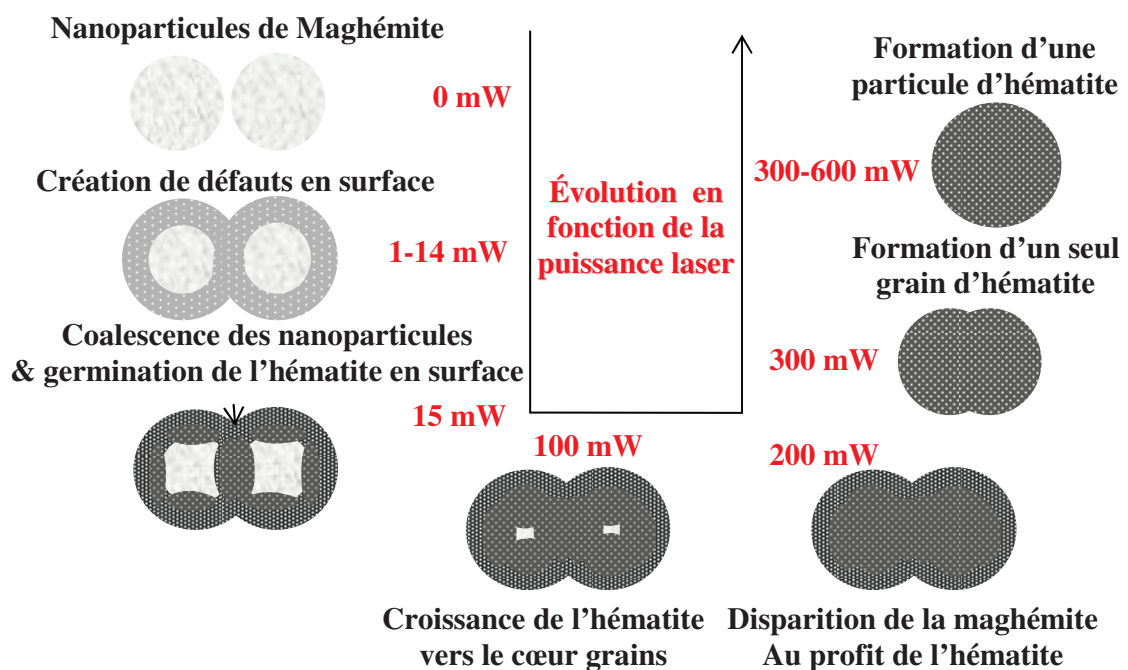 Nanoparticules de Maghémite
0 mW
Création de défauts en surface
1-14 mW
Coalescence des nanoparticules
& germination de l'hématite en surface
15 mW
100 mW
Croissance de l'hématite
vers le cœur grains
Évolution en
fonction de la
puissance laser
200 mW
Disparition de la maghémite
Au profit de l'hématite
300 mW
Formation d'un seul
grain d'hématite
300-600 mW
Formation d'une
particule d'hématite